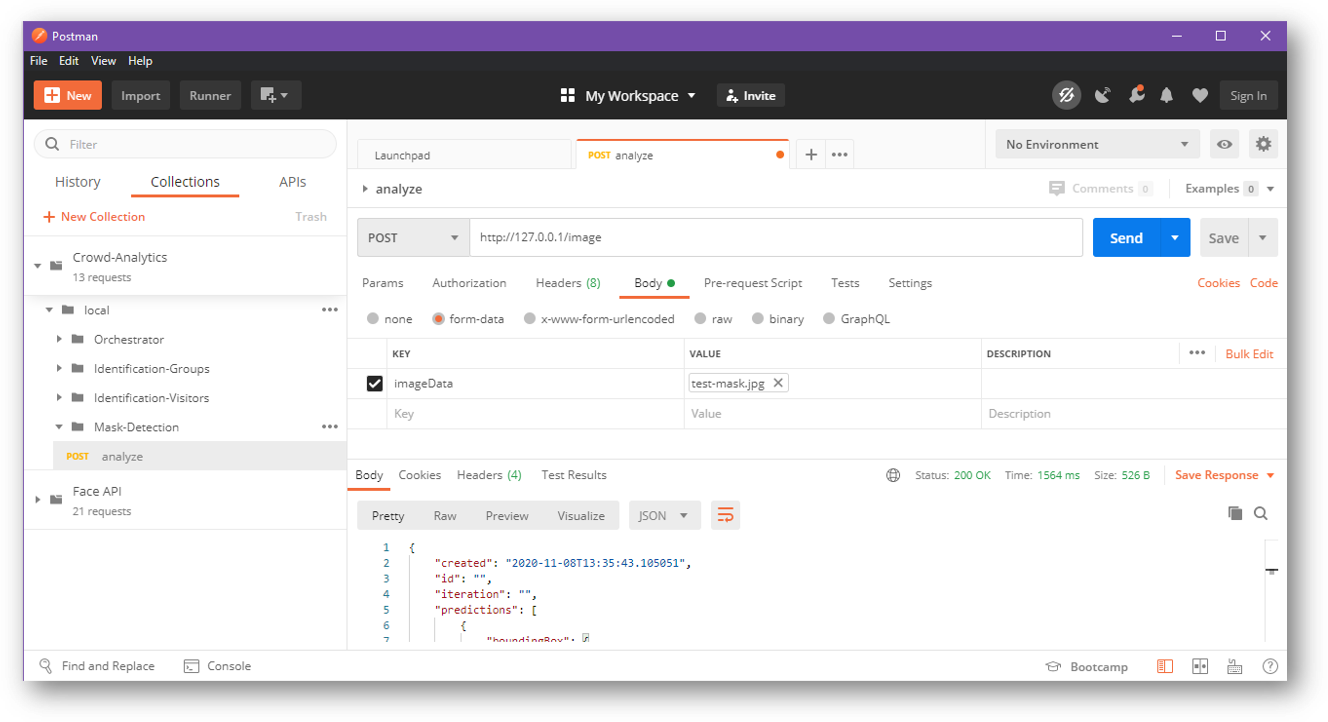 Postman
File Edit View Help
New Import Runner My Workspace Invite Sign In
Filter
History Collections APIs
+ New Collection Trash
Crowd-Analytics
13 requests
local
Orchestrator
Identification-Groups
Identification-Visitors
Mask-Detection
POST analyze
Face API
21 requests
Launchpad POST analyze No Environment
analyze Comments 0 Examples 0
POST http://127.0.0.1/image Send Save
Params Authorization Headers (8) Body Pre-request Script Tests Settings Cookies Code
none form-data x-www-form-urlencoded raw binary GraphQL
KEY VALUE DESCRIPTION Bulk Edit
imageData test-mask.jpg
Key Value Description
Body Cookies Headers (4) Test Results Status: 200 OK Time: 1564 ms Size: 526 B Save Response
Pretty Raw Preview Visualize JSON
1 {
2 "created": "2020-11-08T13:35:43.105051",
3 "id": "",
4 "iteration": "",
5 "predictions": [
6 {
7 "boundingBox": {
Find and Replace Console Bootcamp